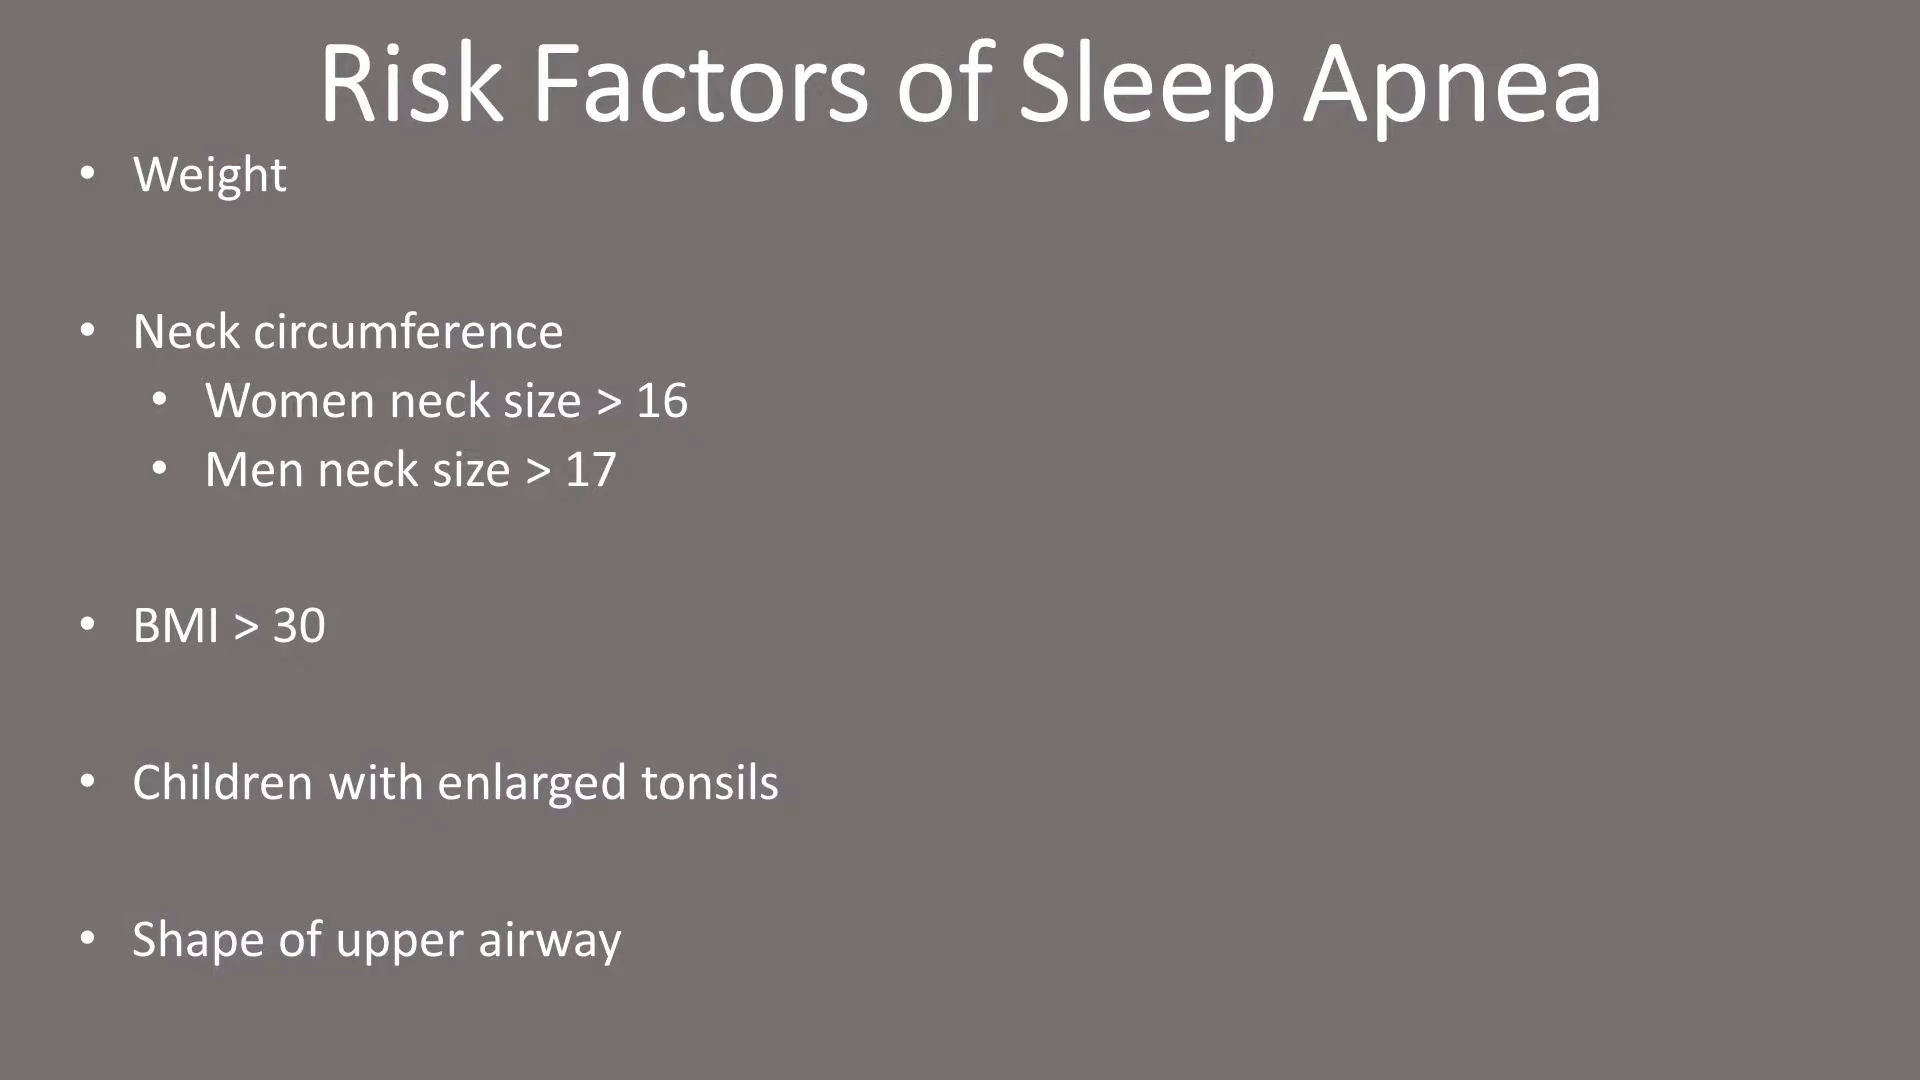 Risk Factors of Sleep Apnea
• Weight
• Neck circumference
• Women neck size > 16
• Men neck size > 17
• BMI > 30
• Children with enlarged tonsils
• Shape of upper airway